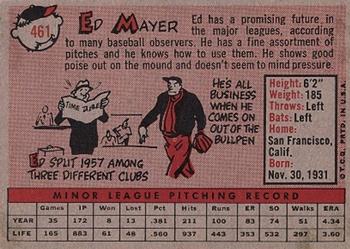 461
ED MAYER
Ed has a promising future, in
the major leagues, according
to many baseball observers. He has a fine assortment of
pitches and he knows how to use them. He shows
good poise out on the mound and doesn't seem to mind pressure.
TIME TABLE
ED SPLIT 1957 AMONG
THREE DIFFERENT CLUBS
HE'S ALL
BUSINESS
WHEN HE
COMES ON
OUT OF THE
BULLPEN
Height: 6'2"
Weight: 185
Throws: Left
Bats: Left
Home:
San Francisco,
Calif.
Born:
Nov. 30, 1931
© T.C.G. PRTD. IN U.S.A.
MINOR LEAGUE PITCHING RECORD
Games Innings Won Lost Pct. Hits Runs ER SO Walks ERA
YEAR 35 172 8 13 .381 211 111 83 74 51 4.34
LIFE 165 883 61 48 .560 937 455 353 497 297 3.60